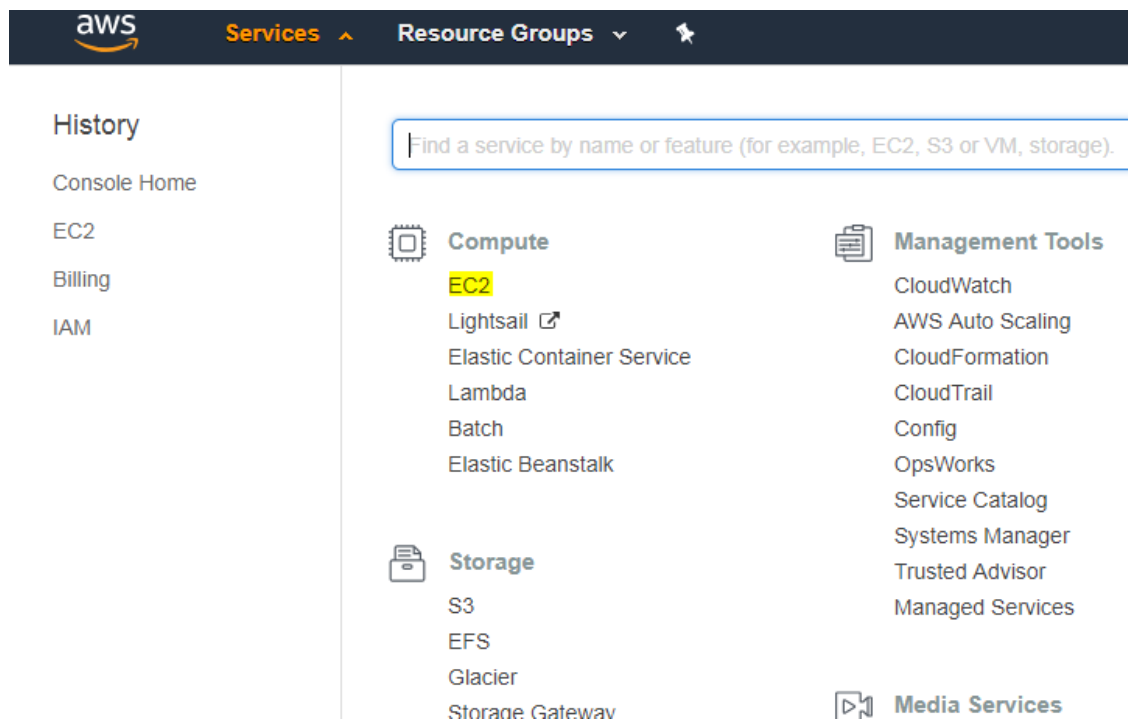 aws Services Resource Groups
History
Console Home
EC2
Billing
IAM
Find a service by name or feature (for example, EC2, S3 or VM, storage).
Compute
EC2
Lightsail
Elastic Container Service
Lambda
Batch
Elastic Beanstalk
Storage
S3
EFS
Glacier
Storage Gateway
Management Tools
CloudWatch
AWS Auto Scaling
CloudFormation
CloudTrail
Config
OpsWorks
Service Catalog
Systems Manager
Trusted Advisor
Managed Services
Media Services